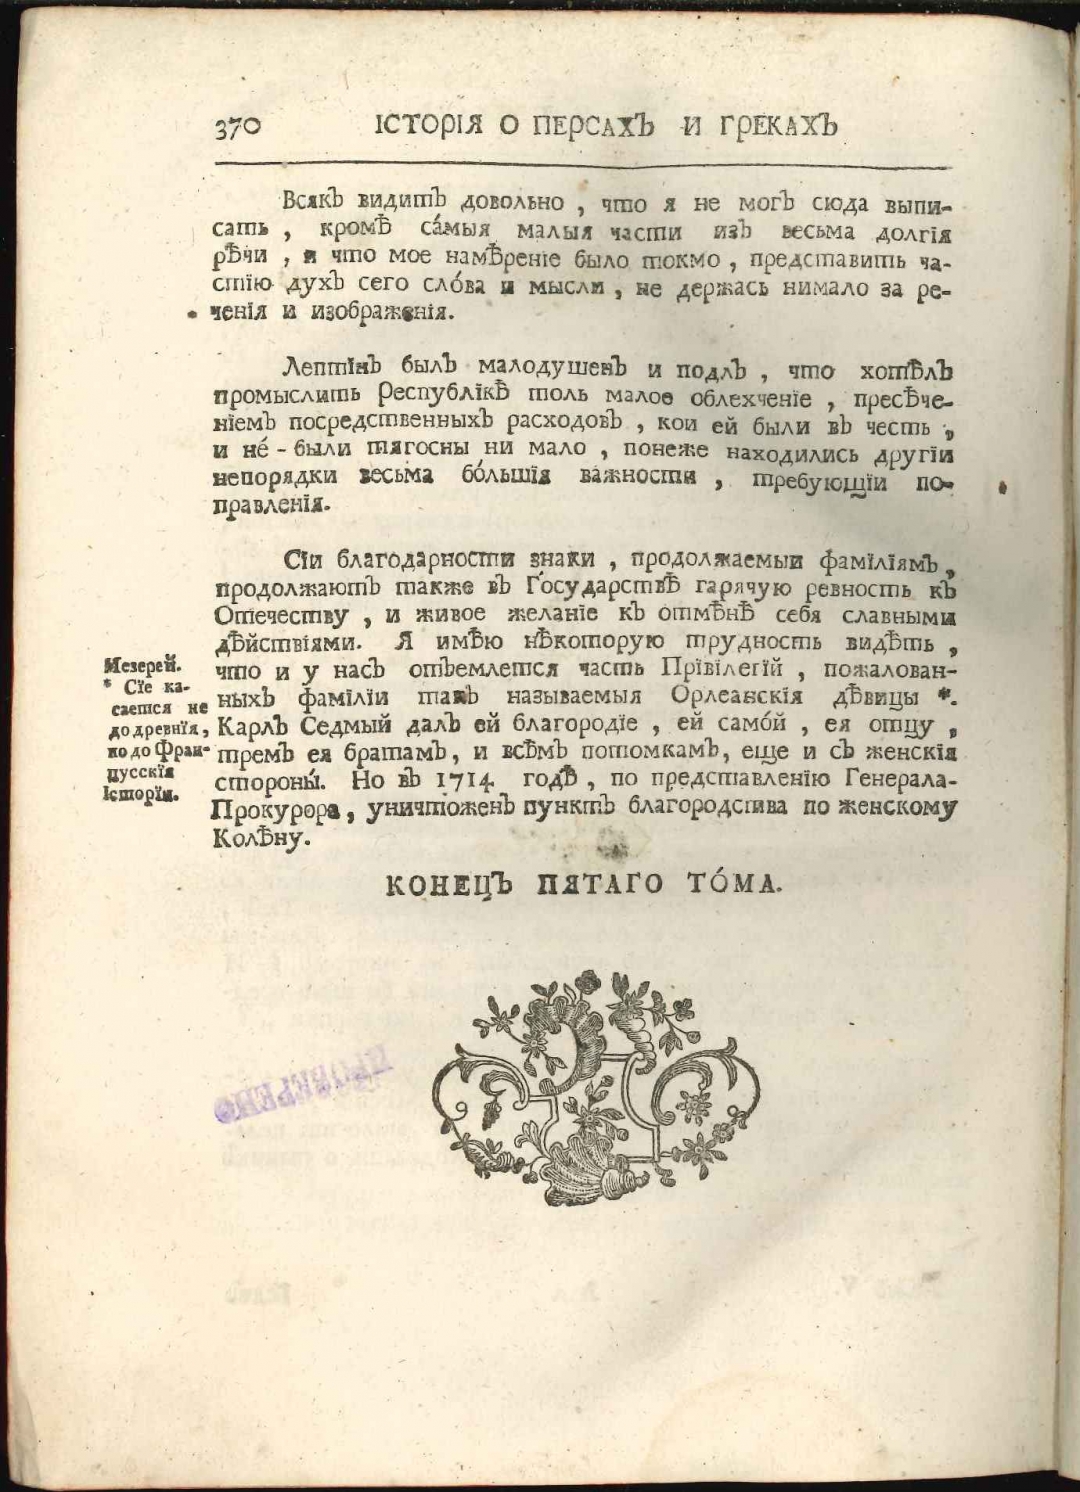 370 ІСТОРІЯ О ПЕРСАХЪ И ГРЕКАХЪ
Всякъ видитъ довольно , что я не могъ сюда выпи-
сать , кромѣ са́мыя малыя части изъ весьма долгія
рѣчи , и что мое намѣреніе было токмо , представить ча-
стію духъ сего сло́ва и мысли , не держась нимало за ре-
ченія и изображенія.
Лептінъ былъ малодушенъ и подлъ , что хотѣлъ
промыслить Республікѣ толь малое облехченіе , пресѣче-
ніемъ посредственныхъ расходовъ , кои ей были въ честь ,
и не́ - были тягосны ни мало , понеже находились другіи
непорядки весьма бо́льшія важности , требующіи по-
правленія.
Сіи благодарности знаки , продолжаемыи фаміліямъ ,
продолжаютъ также въ Государствѣ гарячую ревность къ
Отечеству , и живое желаніе къ отмѣнѣ себя славными
дѣйствіями. Я имѣю нѣкоторую трудность видѣть ,
что и у насъ отъемлется часть Прівілегій , пожалован-
ныхъ фаміліи такъ называемыя Орлеанскія дѣвицы *.
Карлъ Седмый далъ ей благородіе , ей само́й , ея отцу ,
тремъ ея братамъ, и всѣмъ потомкамъ, еще и съ женскія
стороны́. Но въ 1714 годѣ , по представленію Генерала-
Прокурора, уничтоженъ пунктъ благородства по женскому
Колѣну.
Мезерей.
* Сіе ка-
сается не
до древнія,
но до Фран-
цусскія
Історіи.
КОНЕЦЪ ПЯТАГО ТО́МА.
ПРОВЕРЕНО